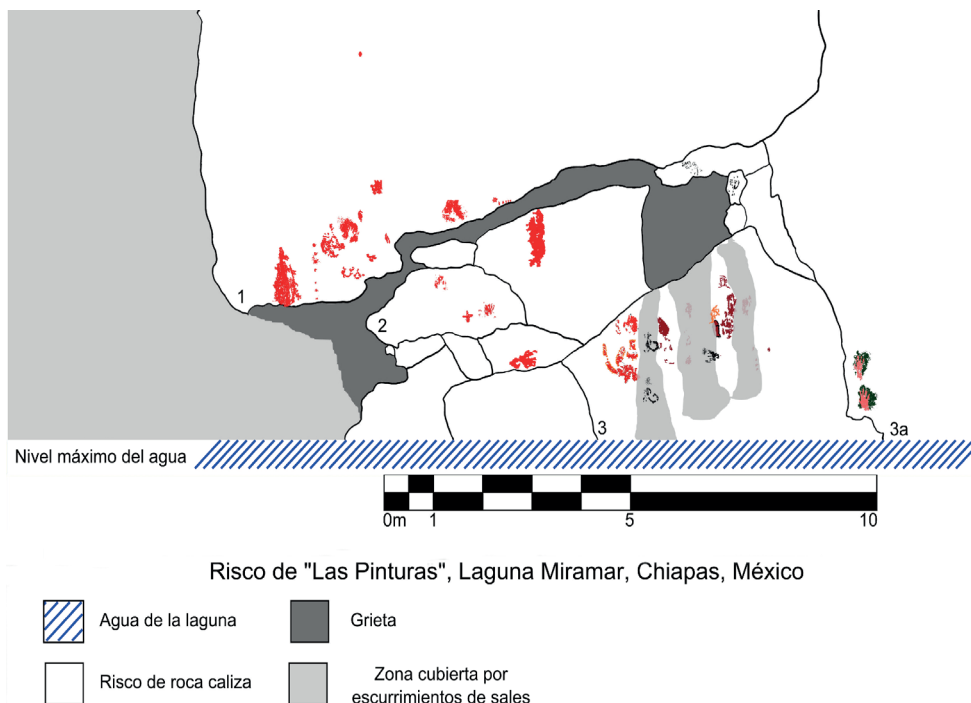 1
2
3
3a
Nivel máximo del agua
0m 1 5 10
Risco de "Las Pinturas", Laguna Miramar, Chiapas, México
Agua de la laguna
Grieta
Risco de roca caliza
Zona cubierta por
escurrimientos de sales